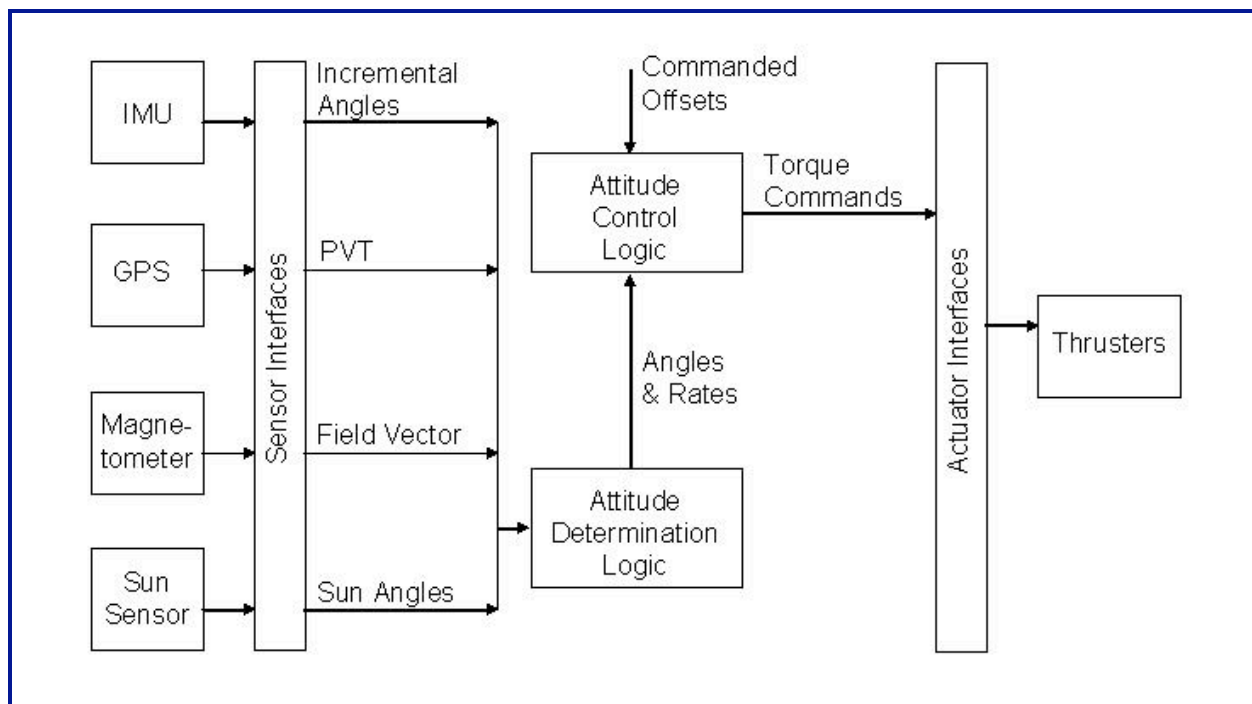 IMU
GPS
Magne-
tometer
Sun
Sensor
Sensor Interfaces
Incremental
Angles
PVT
Field Vector
Sun Angles
Commanded
Offsets
Attitude
Control
Logic
Angles
& Rates
Attitude
Determination
Logic
Torque
Commands
Actuator Interfaces
Thrusters